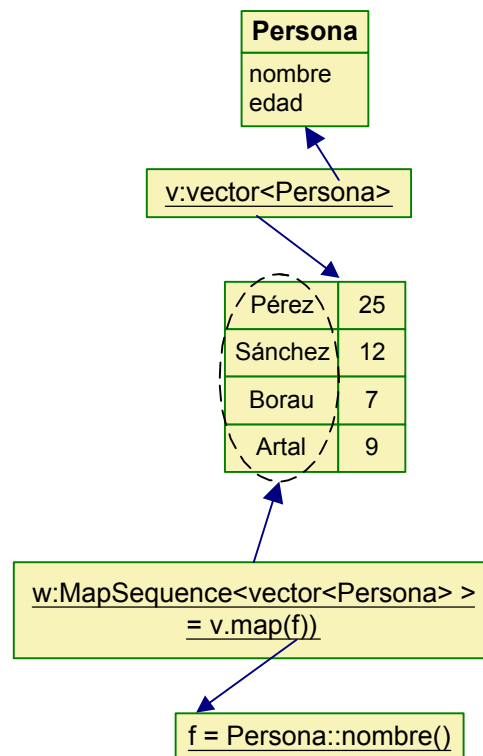 Persona
nombre
edad
v:vector<Persona>
Pérez 25
Sánchez 12
Borau 7
Artal 9
w:MapSequence<vector<Persona> >
= v.map(f))
f = Persona::nombre()